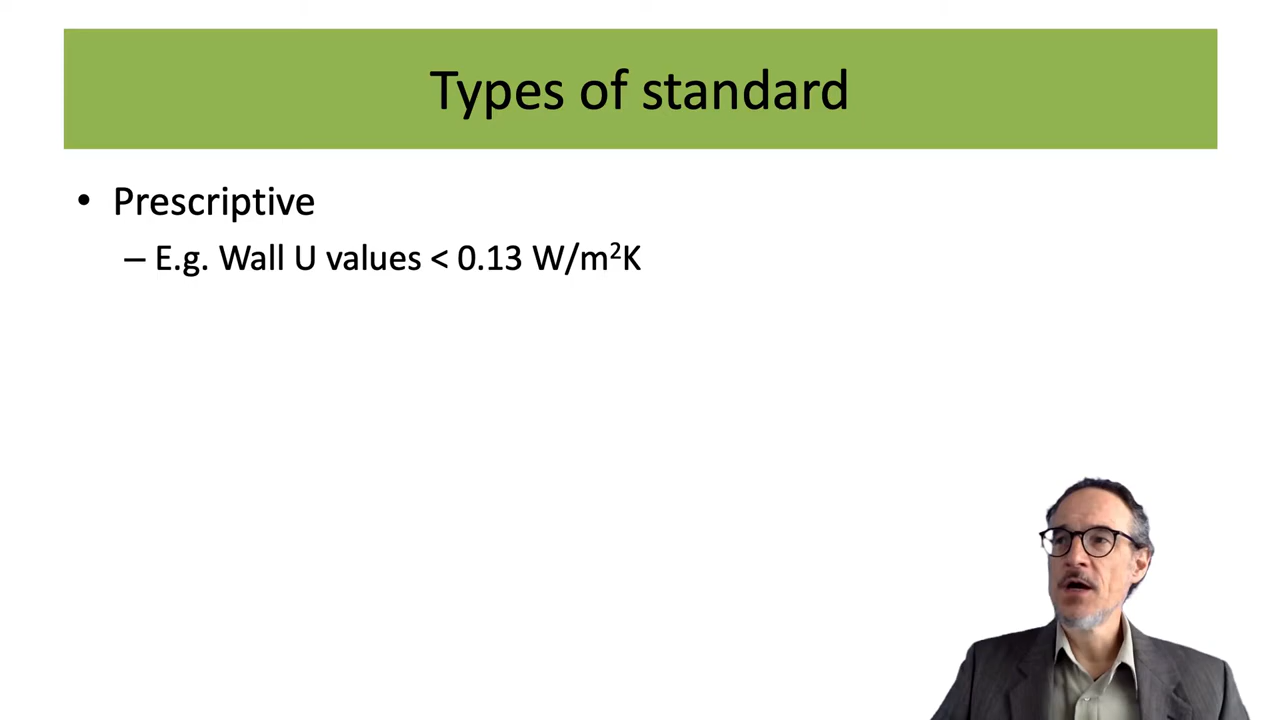 Types of standard
• Prescriptive
– E.g. Wall U values < 0.13 W/m²K